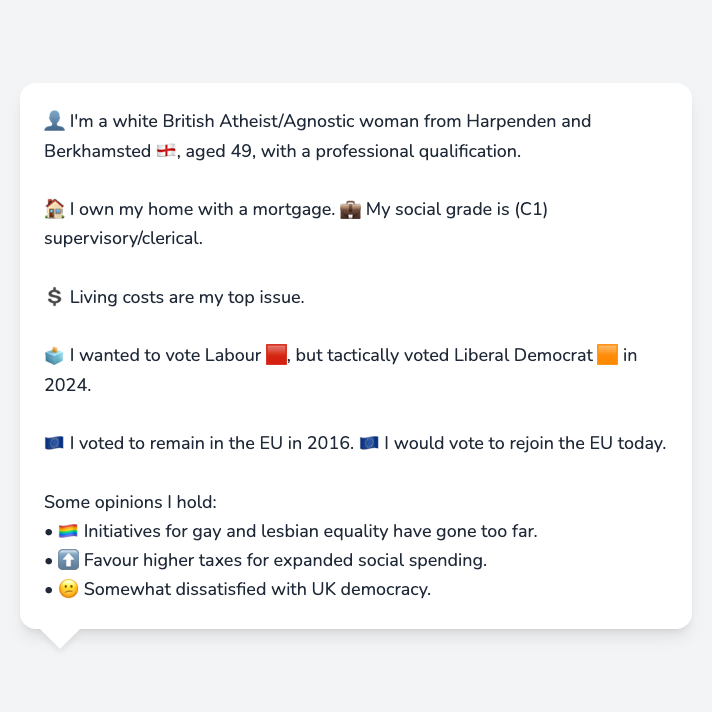 👤 I'm a white British Atheist/Agnostic woman from Harpenden and
Berkhamsted 🏴󠁧󠁢󠁥󠁮󠁧󠁿, aged 49, with a professional qualification.
🏠 I own my home with a mortgage. 💼 My social grade is (C1)
supervisory/clerical.
💲 Living costs are my top issue.
🗳️ I wanted to vote Labour 🟥, but tactically voted Liberal Democrat 🟧 in
2024.
🇪🇺 I voted to remain in the EU in 2016. 🇪🇺 I would vote to rejoin the EU today.
Some opinions I hold:
• 🏳️‍🌈 Initiatives for gay and lesbian equality have gone too far.
• ⬆️ Favour higher taxes for expanded social spending.
• 😕 Somewhat dissatisfied with UK democracy.